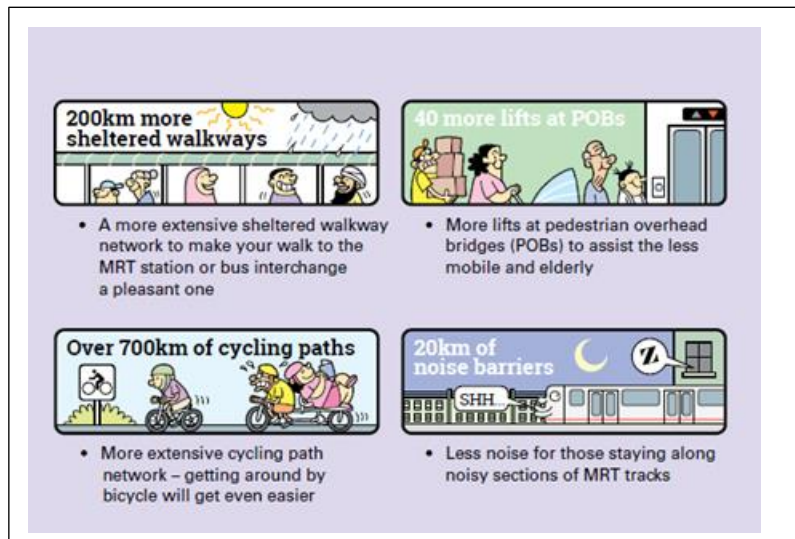 200km more
sheltered walkways
• A more extensive sheltered walkway
network to make your walk to the
MRT station or bus interchange
a pleasant one
40 more lifts at POBs
• More lifts at pedestrian overhead
bridges (POBs) to assist the less
mobile and elderly
Over 700km of cycling paths
• More extensive cycling path
network – getting around by
bicycle will get even easier
20km of
noise barriers
Z
SHH...
• Less noise for those staying along
noisy sections of MRT tracks